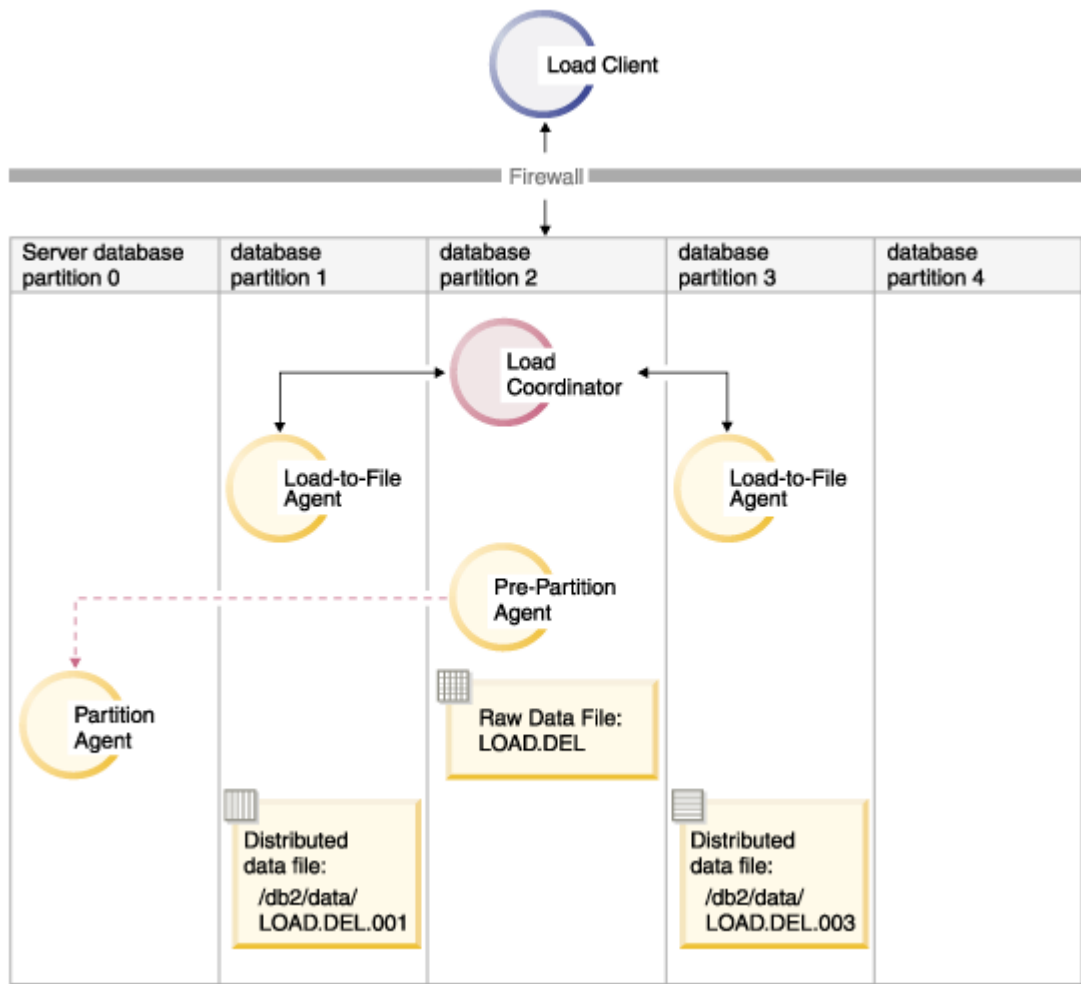 Load Client
Firewall
Server database
partition 0
database
partition 1
database
partition 2
database
partition 3
database
partition 4
Load
Coordinator
Load-to-File
Agent
Load-to-File
Agent
Pre-Partition
Agent
Partition
Agent
Raw Data File:
LOAD.DEL
Distributed
data file:
/db2/data/
LOAD.DEL.001
Distributed
data file:
/db2/data/
LOAD.DEL.003